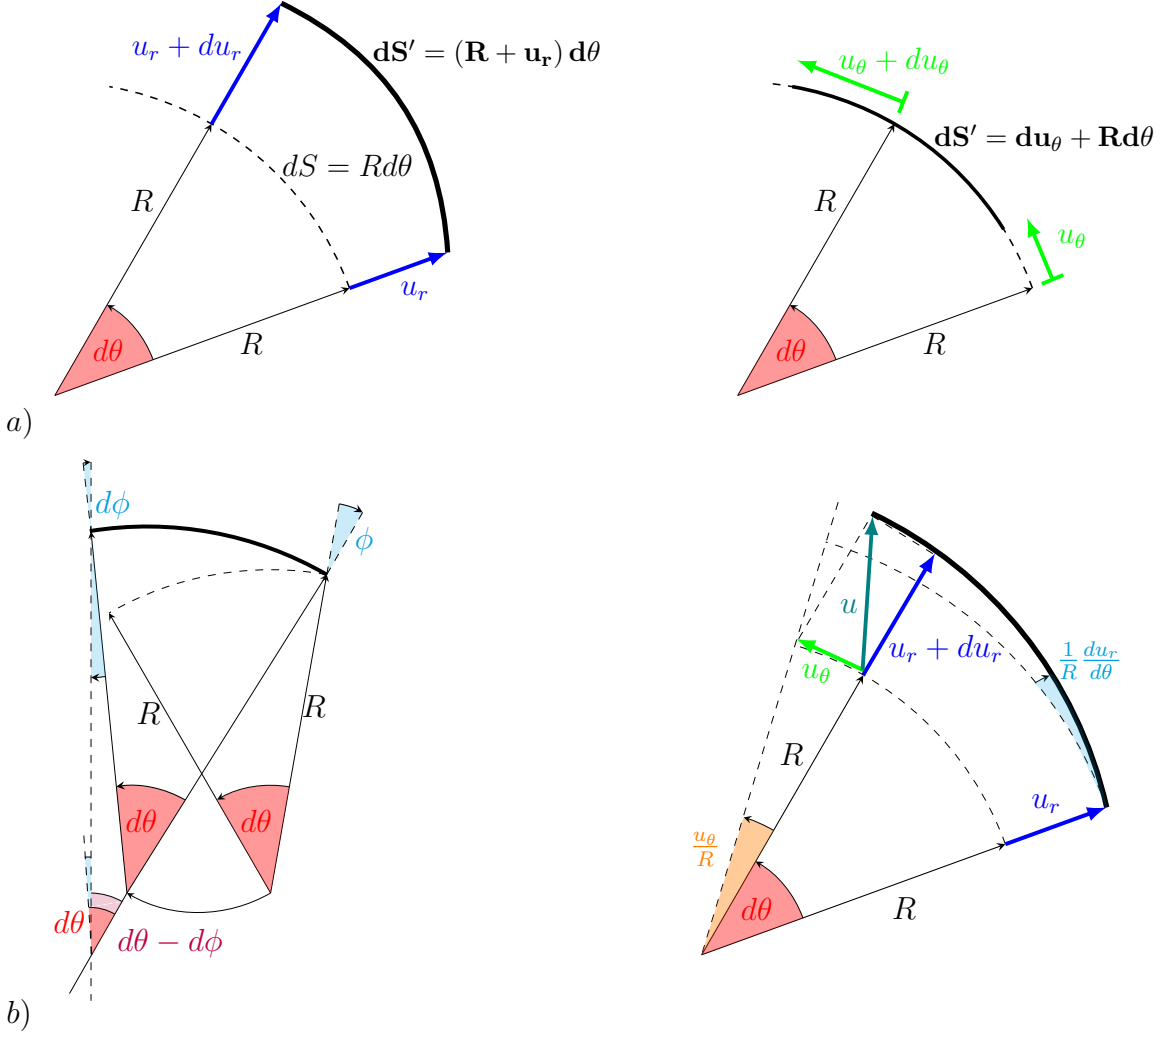 u_r + du_r
dS′ = (R + u_r) dθ
dS = Rdθ
R
u_r
R
dθ
u_θ + du_θ
dS′ = du_θ + Rdθ
R
u_θ
R
dθ
a)
dϕ
ϕ
R
R
dθ
dθ
dθ
dθ − dϕ
u
u_r + du_r
u_θ
1/R du_r/dθ
R
u_r
u_θ/R
dθ
R
b)